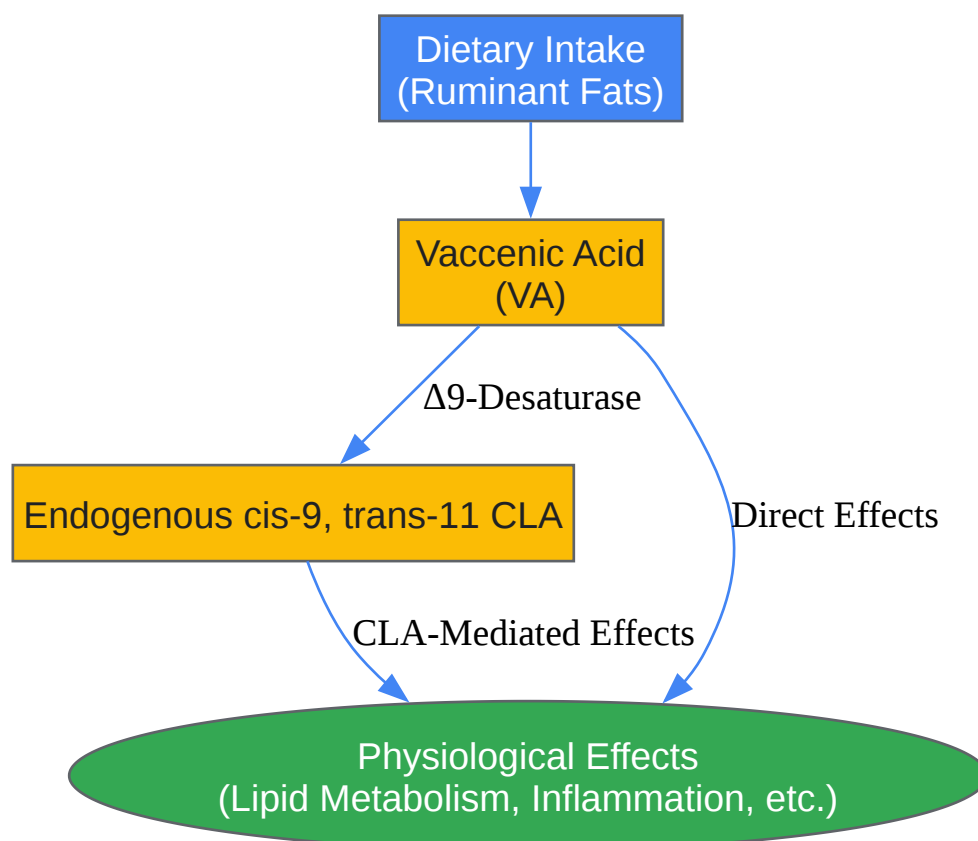 Dietary Intake
(Ruminant Fats)
Vaccenic Acid
(VA)
Δ9-Desaturase
Endogenous cis-9, trans-11 CLA
Direct Effects
CLA-Mediated Effects
Physiological Effects
(Lipid Metabolism, Inflammation, etc.)